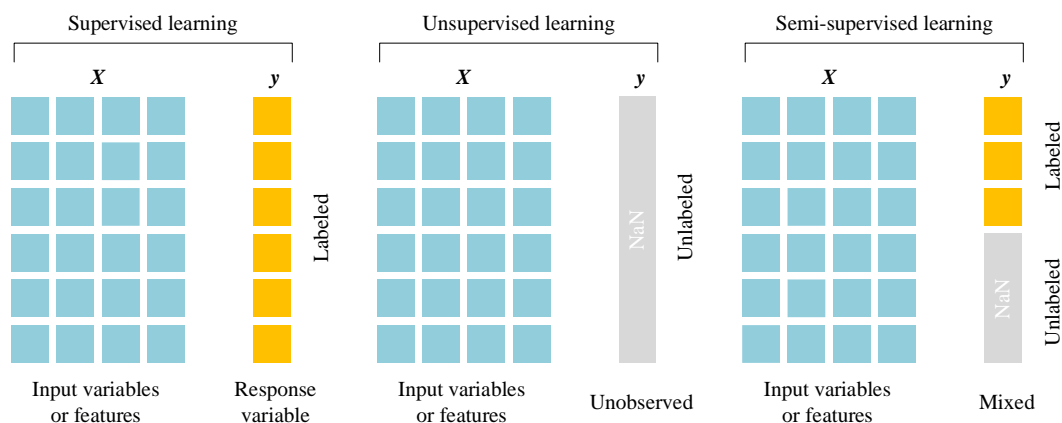 Supervised learning
X
y
Labeled
Input variables
or features
Response
variable
Unsupervised learning
X
y
NaN
Unlabeled
Input variables
or features
Unobserved
Semi-supervised learning
X
y
Labeled
NaN
Unlabeled
Input variables
or features
Mixed